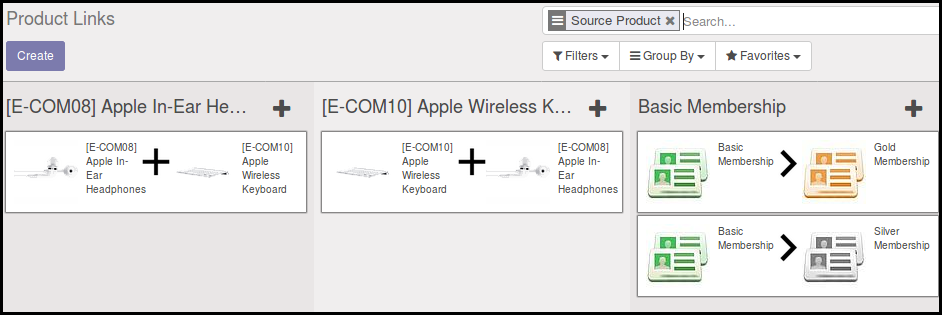 Product Links
Source Product ✖ Search...
Create
Filters Group By Favorites
[E-COM08] Apple In-Ear He...
[E-COM08]
Apple In-
Ear
Headphones
[E-COM10]
Apple
Wireless
Keyboard
[E-COM10] Apple Wireless K...
[E-COM10]
Apple
Wireless
Keyboard
[E-COM08]
Apple In-
Ear
Headphones
Basic Membership
Basic
Membership
Gold
Membership
Basic
Membership
Silver
Membership